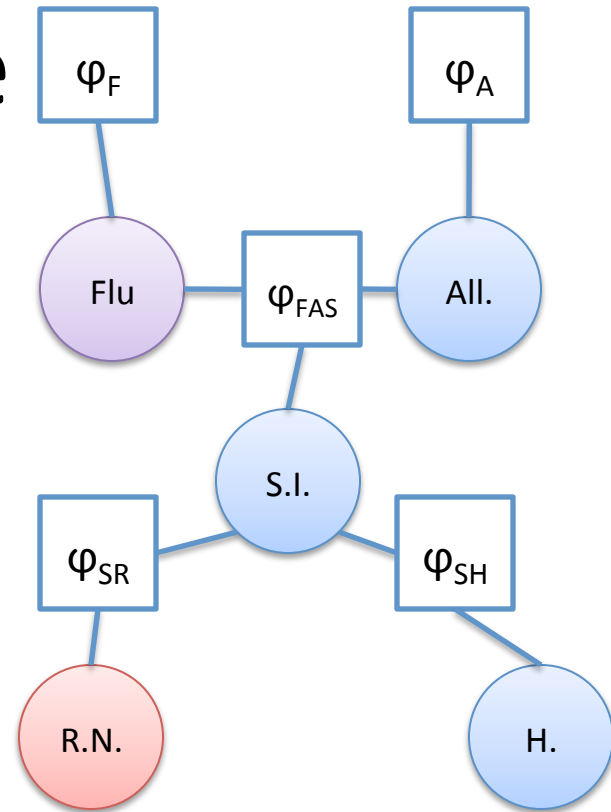 e
φF
φA
Flu
φFAS
All.
S.I.
φSR
φSH
R.N.
H.